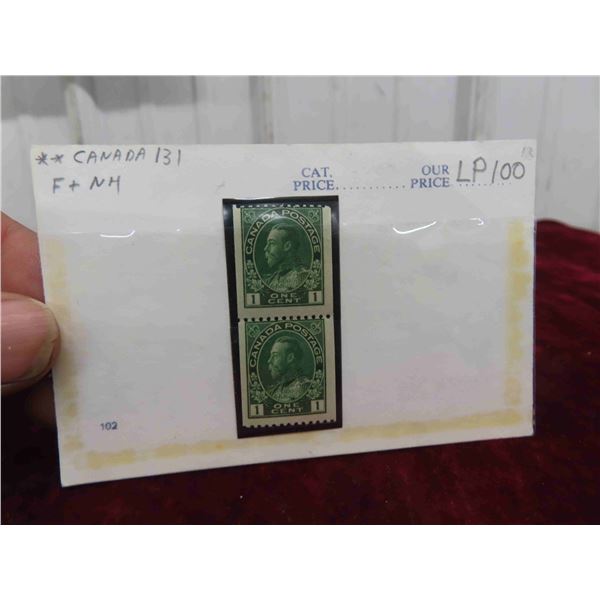 ** CANADA 131
F + NH
CAT.
PRICE............
OUR
PRICE..........
LP100
CANADA POSTAGE
1 ONE CENT 1
CANADA POSTAGE
1 ONE CENT 1
102